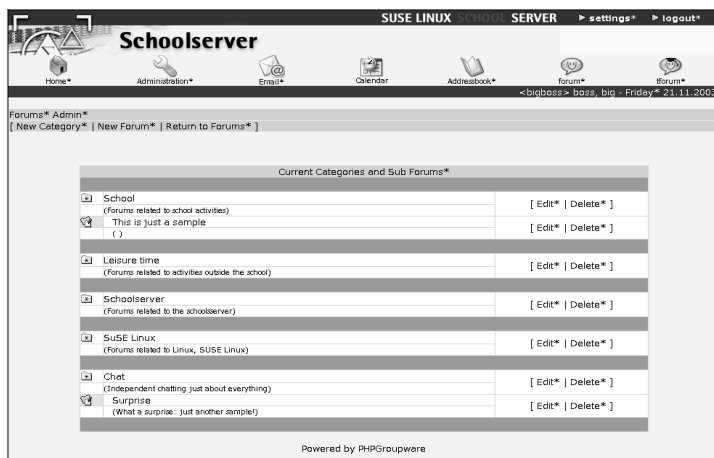 SUSE LINUX SCHOOL SERVER ▶ settings* ▶ logout*
Schoolserver
Home* Administration* Email* Calendar Addressbook* forum* tforum*
<bigboss> boss, big - Friday* 21.11.2003
Forums* Admin*
[ New Category* | New Forum* | Return to Forums* ]
Current Categories and Sub Forums*
School
(Forums related to school activities)
[ Edit* | Delete* ]
This is just a sample
( )
[ Edit* | Delete* ]
Leisure time
(Forums related to activities outside the school)
[ Edit* | Delete* ]
Schoolserver
(Forums related to the schoolsserver)
[ Edit* | Delete* ]
SuSE Linux
(Forums related to Linux, SUSE Linux)
[ Edit* | Delete* ]
Chat
(Independent chatting just about everything)
[ Edit* | Delete* ]
Surprise
(What a surprise: just another sample!)
[ Edit* | Delete* ]
Powered by PHPGroupware